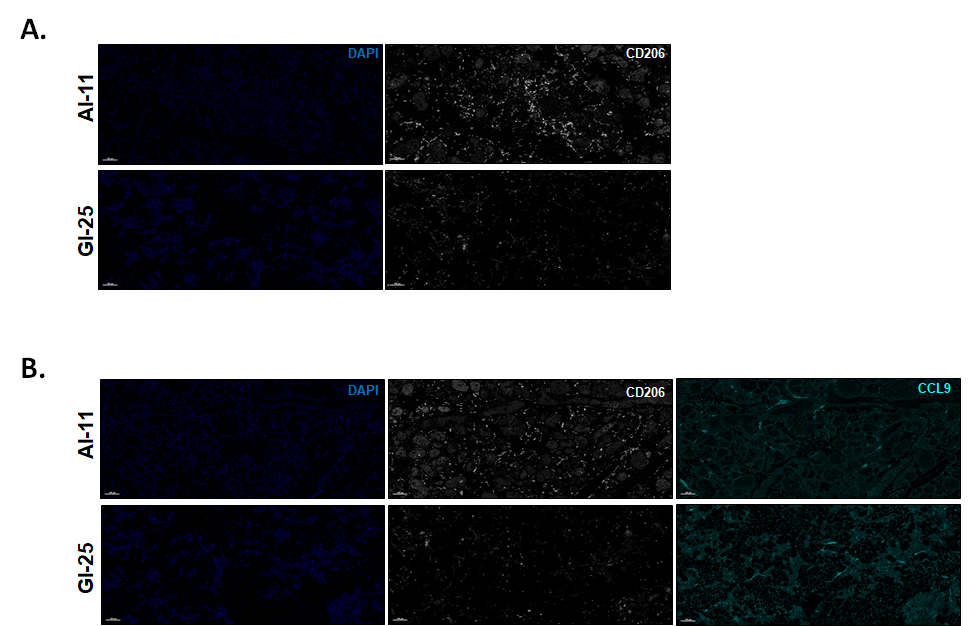 A.
DAPI
CD206
AI-11
GI-25
B.
DAPI
CD206
CCL9
AI-11
GI-25